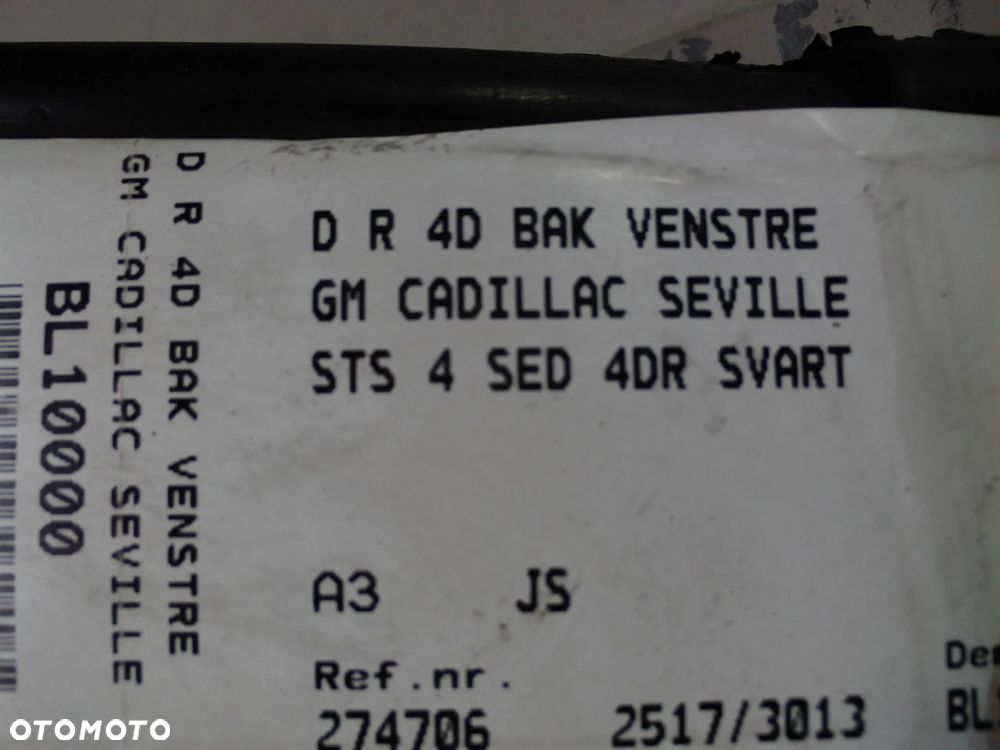 D R 4D BAK VENSTRE
GM CADILLAC SEVILLE
BL10000
D R 4D BAK VENSTRE
GM CADILLAC SEVILLE
STS 4 SED 4DR SVART
A3 JS
Ref.nr.
274706 2517/3013
OTOMOTO